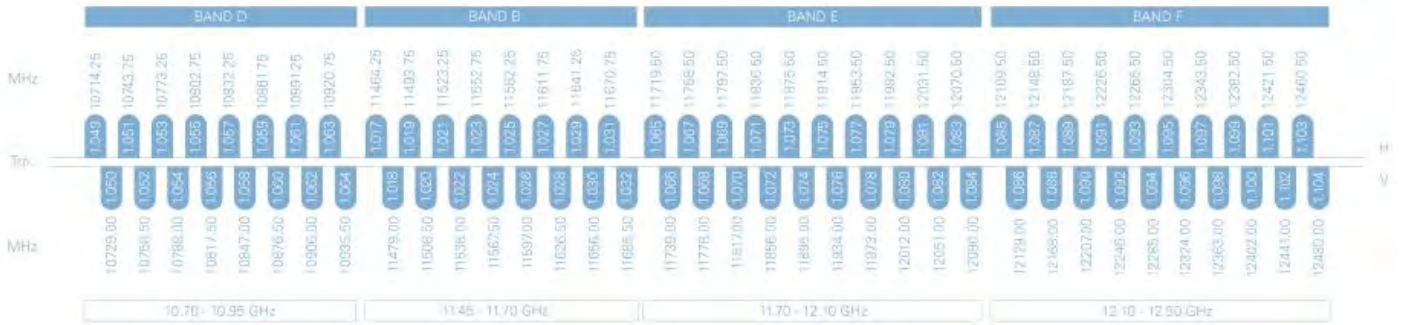 BAND D BAND B BAND E BAND F
MHz 10714.25 10743.75 10773.25 10802.75 10832.25 10861.75 10891.25 10920.75 11464.25 11493.75 11523.25 11552.75 11582.25 11611.75 11641.25 11670.75 11719.50 11758.50 11797.50 11836.50 11875.50 11914.50 11953.50 11992.50 12031.50 12070.50 12109.50 12148.50 12187.50 12226.50 12265.50 12304.50 12343.50 12382.50 12421.50 12460.50
1.049 1.051 1.053 1.055 1.057 1.059 1.061 1.063 1.017 1.019 1.021 1.023 1.025 1.027 1.029 1.031 1.065 1.067 1.069 1.071 1.073 1.075 1.077 1.079 1.081 1.083 1.085 1.087 1.089 1.091 1.093 1.095 1.097 1.099 1.101 1.103 H
Trp.
1.050 1.052 1.054 1.056 1.058 1.060 1.062 1.064 1.018 1.020 1.022 1.024 1.026 1.028 1.030 1.032 1.066 1.068 1.070 1.072 1.074 1.076 1.078 1.080 1.082 1.084 1.086 1.088 1.090 1.092 1.094 1.096 1.098 1.100 1.102 1.104 V
MHz 10729.00 10758.50 10788.00 10817.50 10847.00 10876.50 10906.00 10935.50 11479.00 11508.50 11538.00 11567.50 11597.00 11626.50 11656.00 11685.50 11739.00 11778.00 11817.00 11856.00 11895.00 11934.00 11973.00 12012.00 12051.00 12090.00 12129.00 12168.00 12207.00 12246.00 12285.00 12324.00 12363.00 12402.00 12441.00 12480.00
10.70 - 10.95 GHz 11.45 - 11.70 GHz 11.70 - 12.10 GHz 12.10 - 12.50 GHz